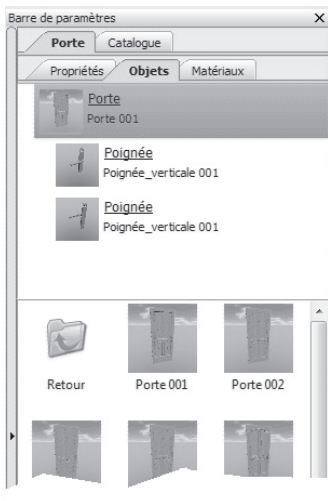 Barre de paramètres
Porte Catalogue
Propriétés Objets Matériaux
Porte
Porte 001
Poignée
Poignée_verticale 001
Poignée
Poignée_verticale 001
Retour Porte 001 Porte 002